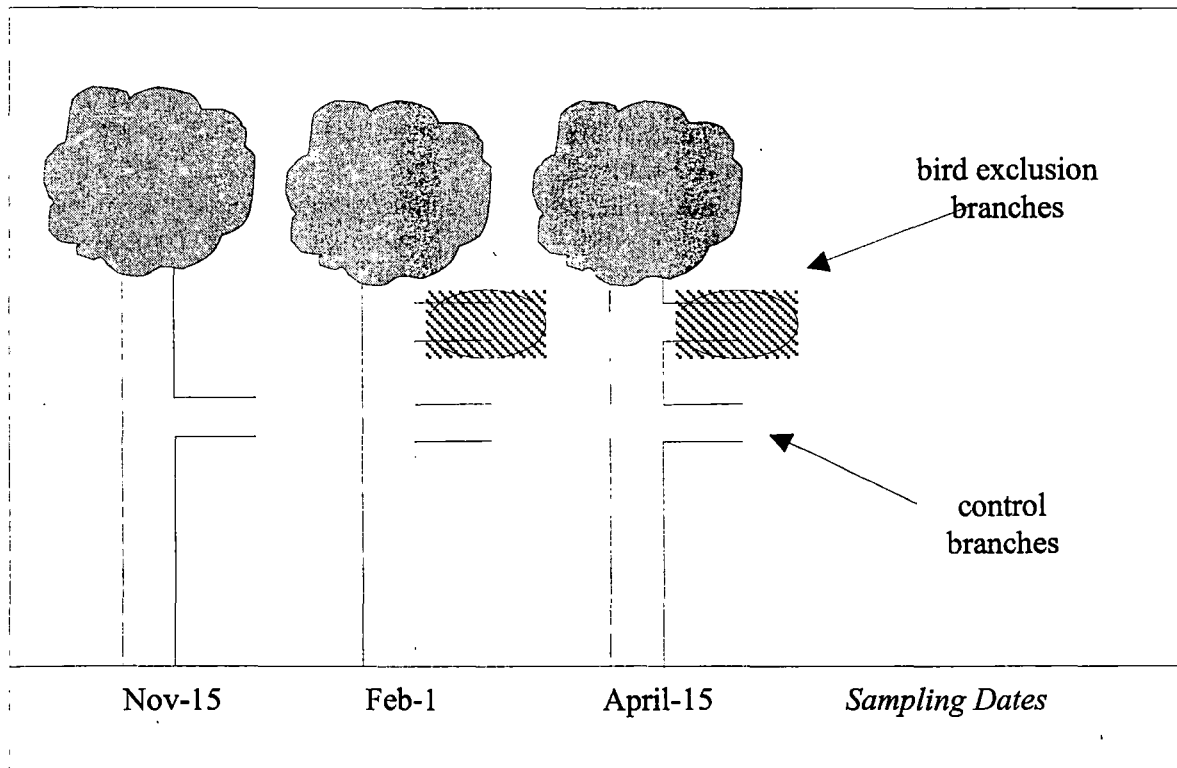 bird exclusion
branches
control
branches
Nov-15 Feb-1 April-15 Sampling Dates